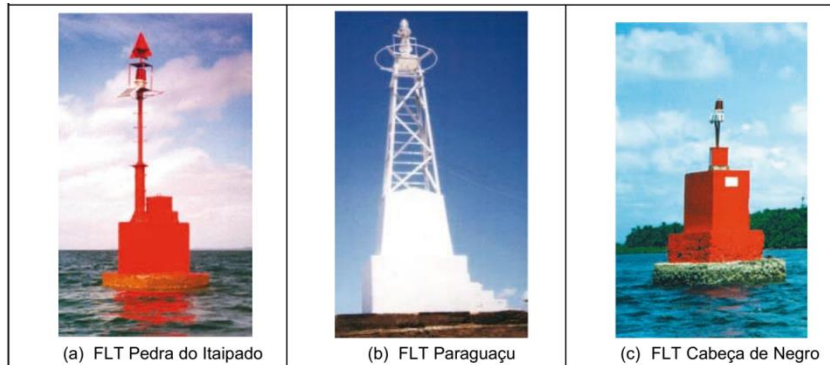 (a) FLT Pedra do Itaipado
(b) FLT Paraguaçu
(c) FLT Cabeça de Negro